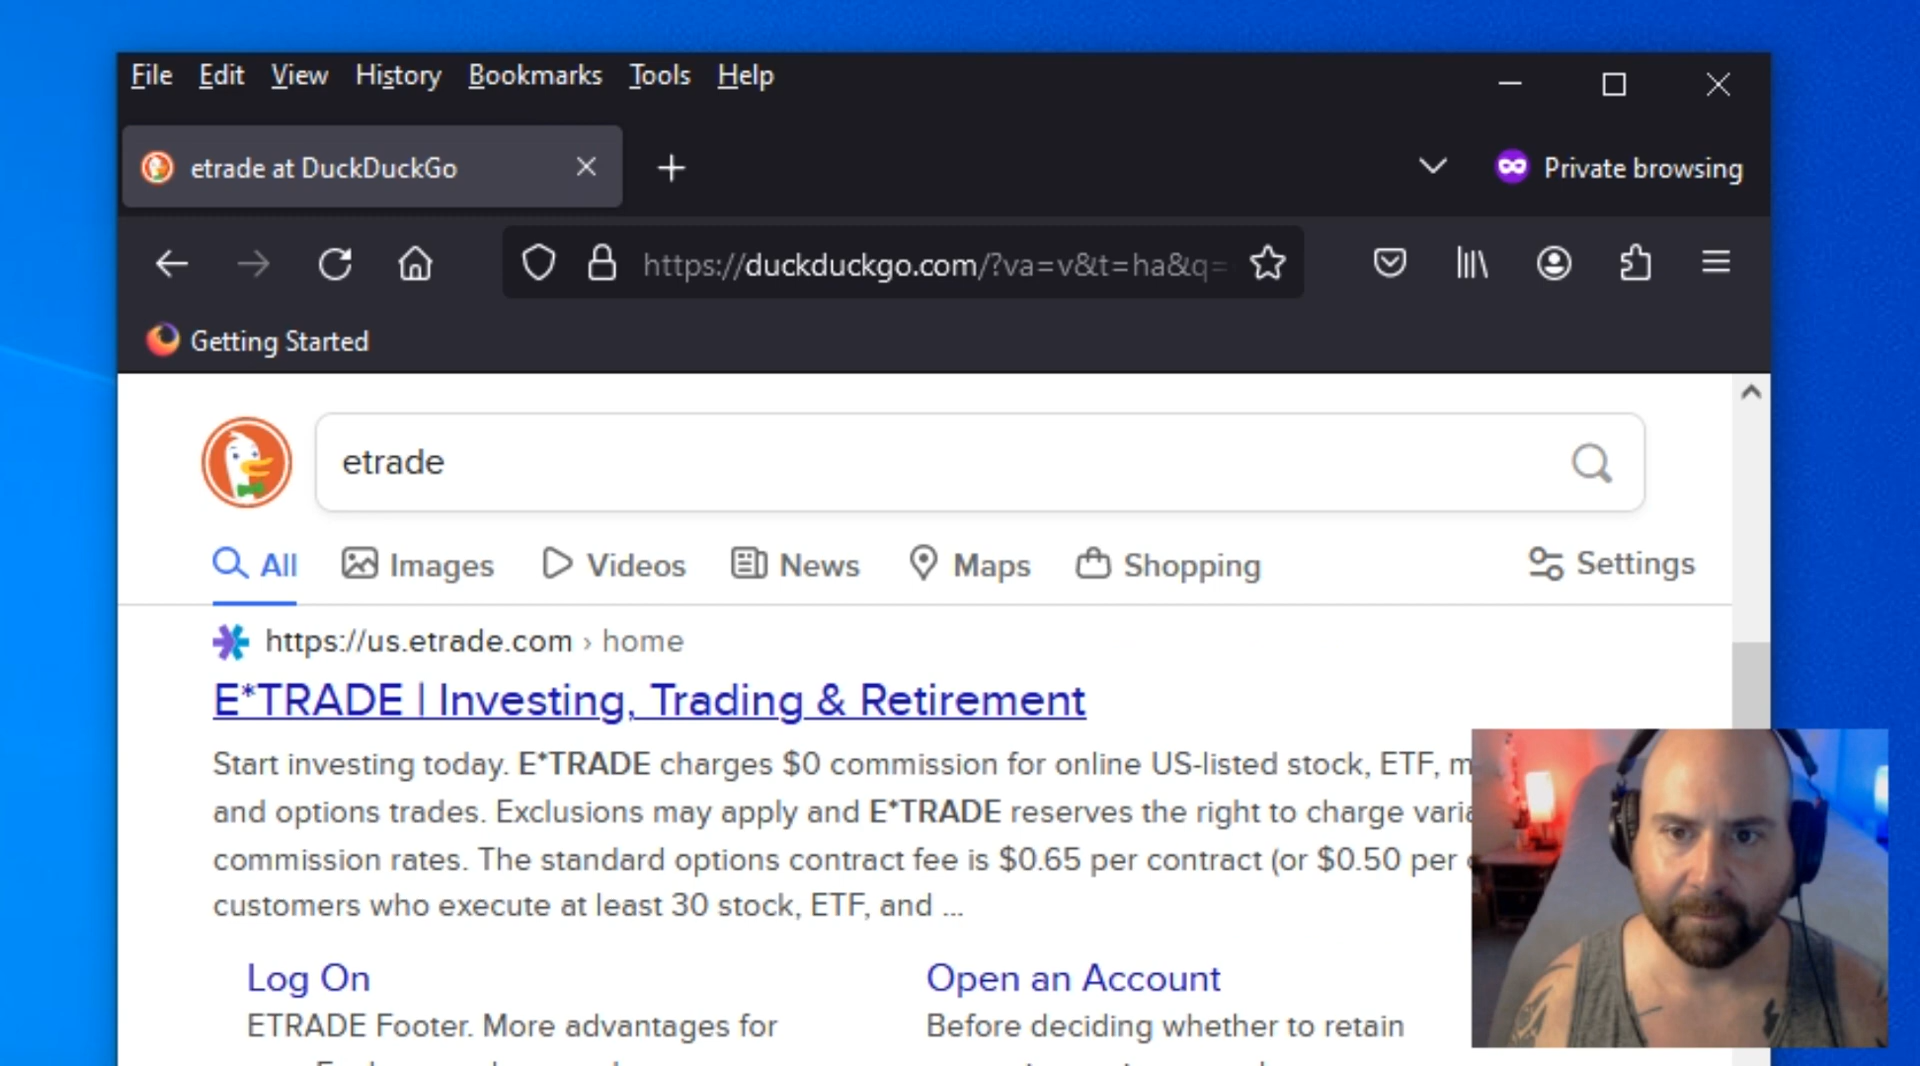 File Edit View History Bookmarks Tools Help
etrade at DuckDuckGo
Private browsing
https://duckduckgo.com/?va=v&t=ha&q=
Getting Started
etrade
All Images Videos News Maps Shopping Settings
https://us.etrade.com › home
E*TRADE | Investing, Trading & Retirement
Start investing today. E*TRADE charges $0 commission for online US-listed stock, ETF,
and options trades. Exclusions may apply and E*TRADE reserves the right to charge
commission rates. The standard options contract fee is $0.65 per contract (or $0.50 per
customers who execute at least 30 stock, ETF, and ...
Log On Open an Account
ETRADE Footer. More advantages for Before deciding whether to retain